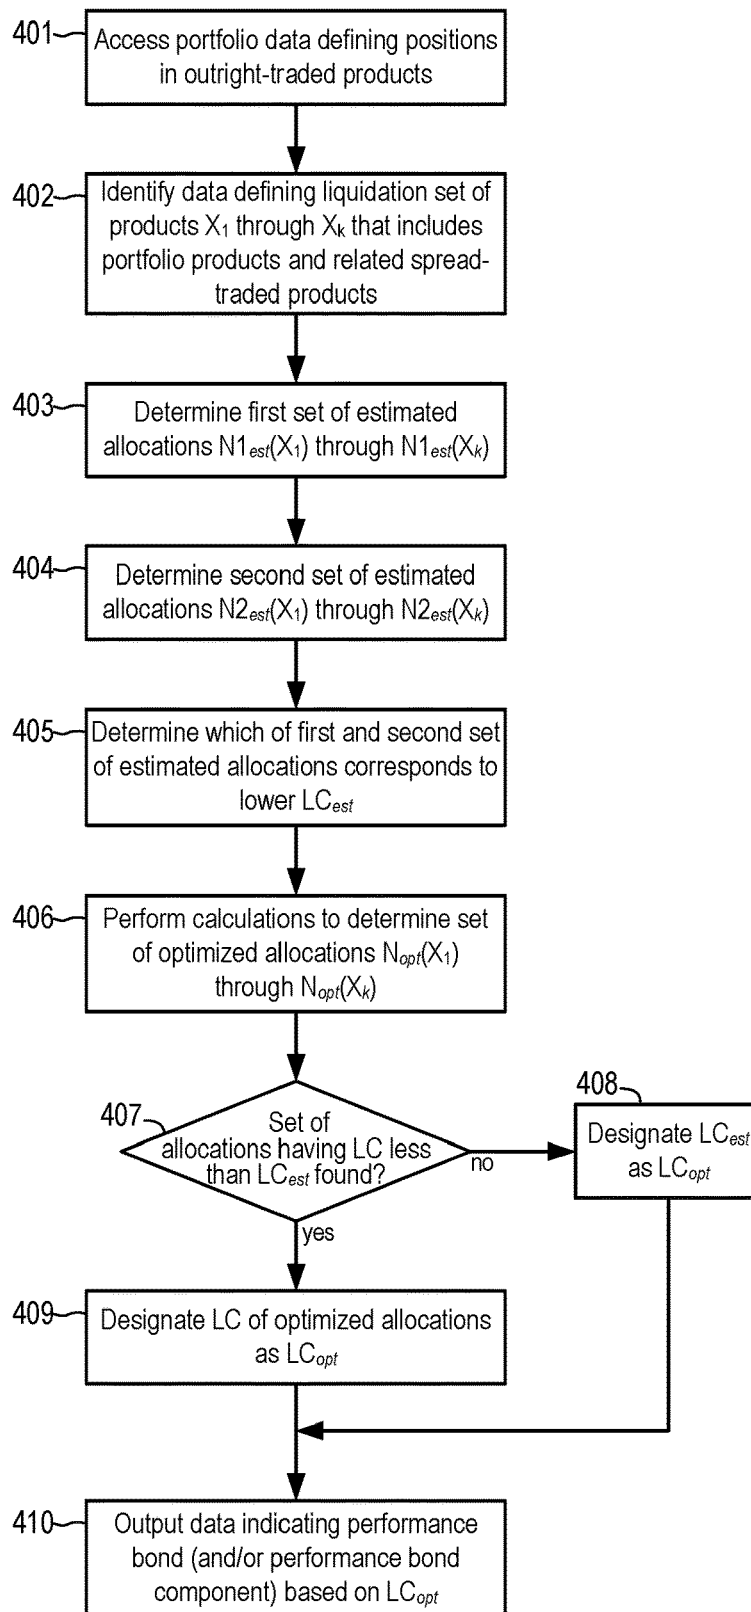 401
Access portfolio data defining positions
in outright-traded products
402
Identify data defining liquidation set of
products X1 through Xk that includes
portfolio products and related spread-
traded products
403
Determine first set of estimated
allocations N1est(X1) through N1est(Xk)
404
Determine second set of estimated
allocations N2est(X1) through N2est(Xk)
405
Determine which of first and second set
of estimated allocations corresponds to
lower LCest
406
Perform calculations to determine set
of optimized allocations Nopt(X1)
through Nopt(Xk)
407
Set of
allocations having LC less
than LCest found?
no
yes
408
Designate LCest
as LCopt
409
Designate LC of optimized allocations
as LCopt
410
Output data indicating performance
bond (and/or performance bond
component) based on LCopt